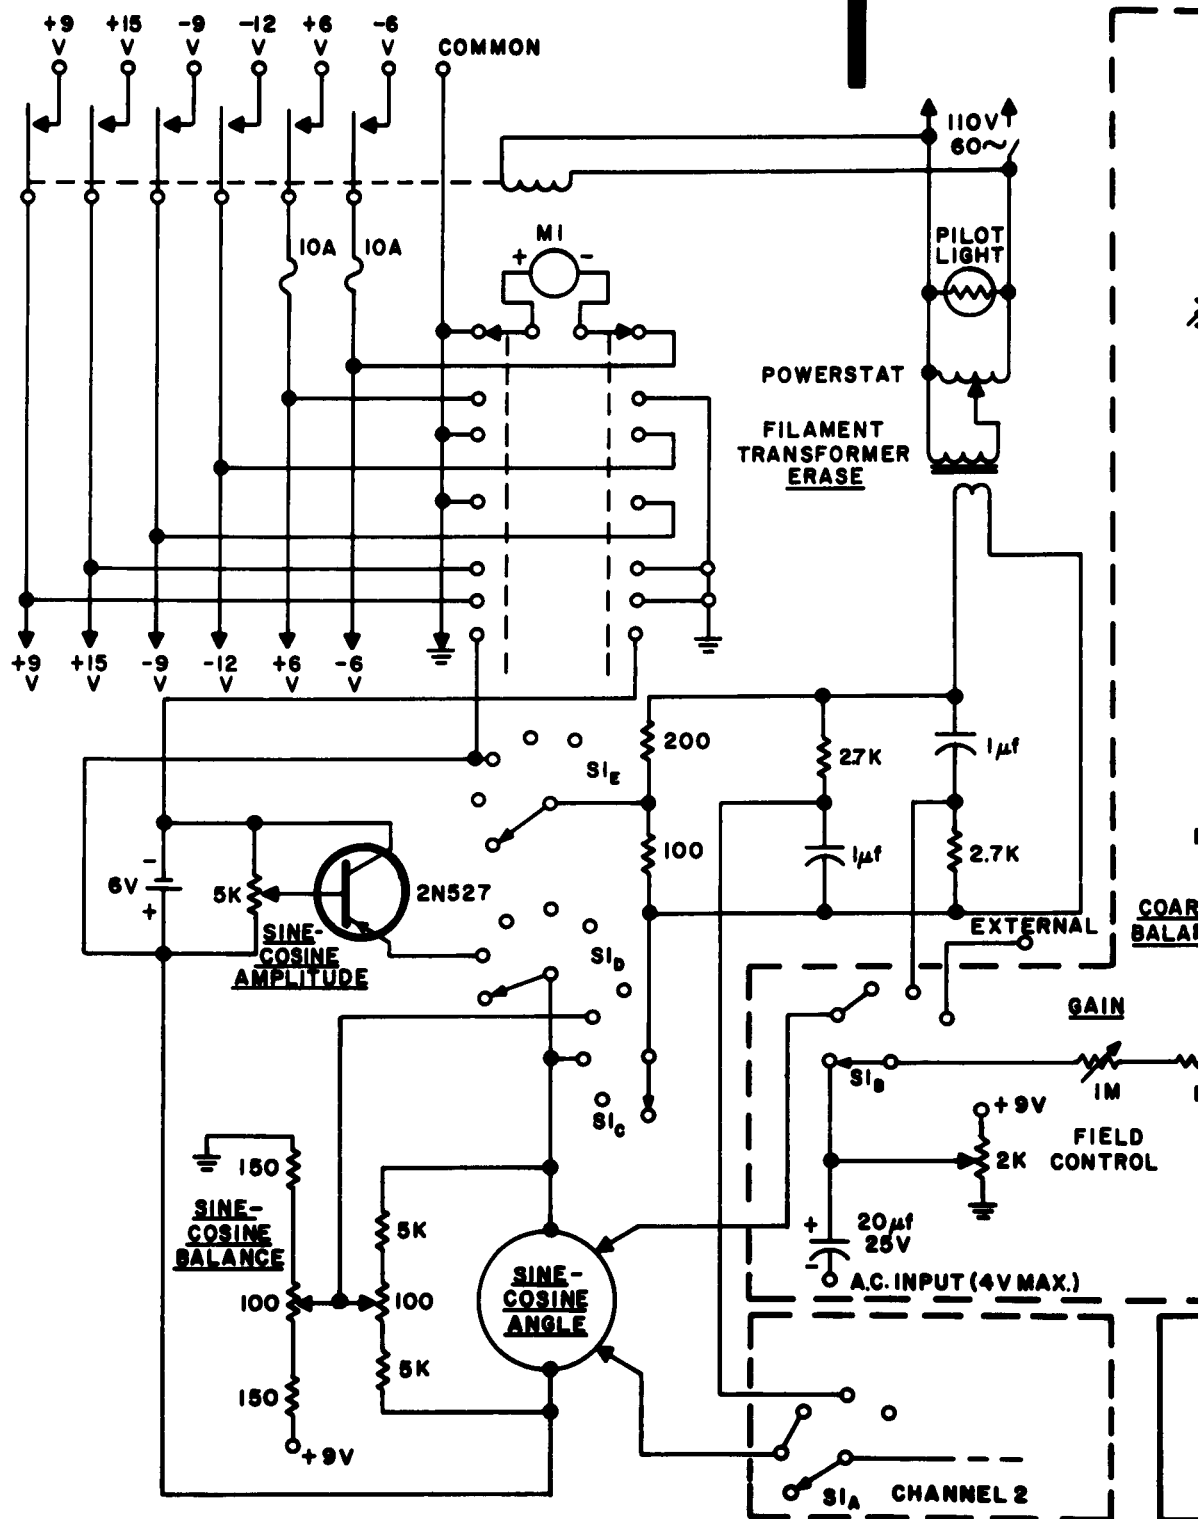 +9 +15 -9 -12 +6 -6
V V V V V V
COMMON
110V
60~
10A 10A
M1
+ -
PILOT
LIGHT
POWERSTAT
FILAMENT
TRANSFORMER
ERASE
+9 +15 -9 -12 +6 -6
V V V V V V
200
S1E
2.7K
1µf
100
1µf
2.7K
-
6V
+
5K
2N527
SINE-
COSINE
AMPLITUDE
S1D
EXTERNAL
COAR
BALAN
GAIN
S1B
1M
S1C
+9V
FIELD
CONTROL
2K
150
SINE-
COSINE
BALANCE
5K
+ 20µf
25V
-
A.C. INPUT (4V MAX.)
100
100
SINE-
COSINE
ANGLE
5K
150
+9V
S1A
CHANNEL 2